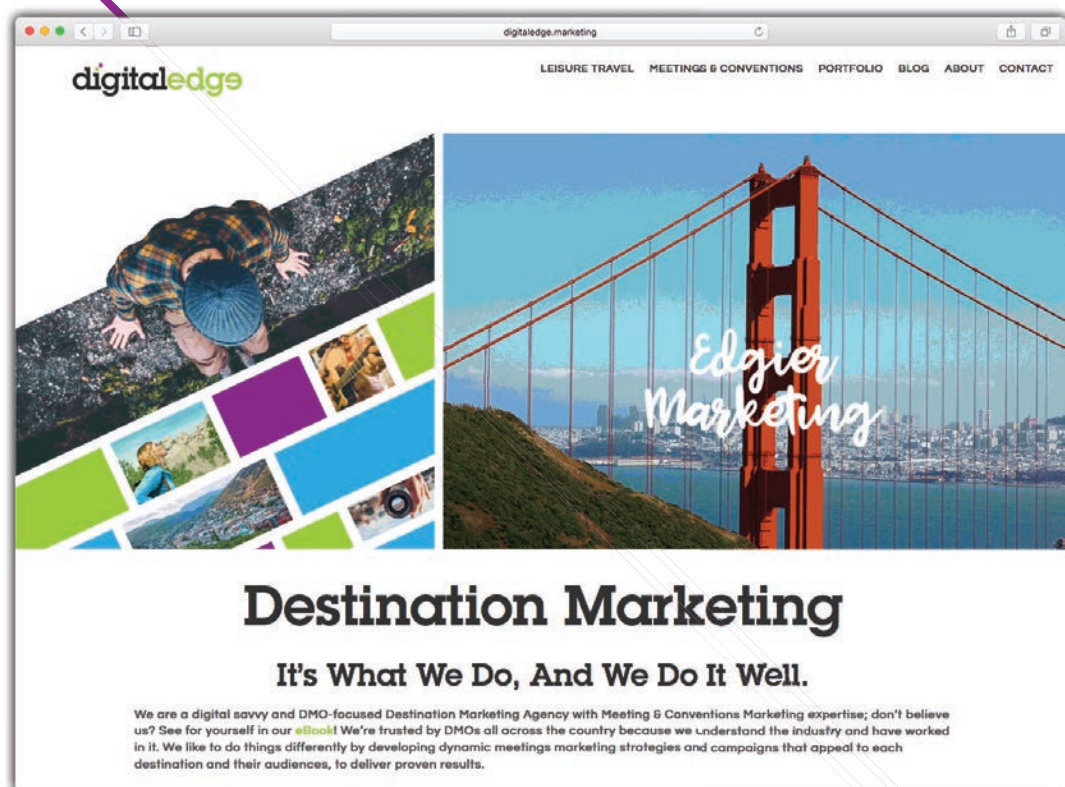 digitaledge.marketing
digitaledge
LEISURE TRAVEL MEETINGS & CONVENTIONS PORTFOLIO BLOG ABOUT CONTACT
Edgier
Marketing
Destination Marketing
It's What We Do, And We Do It Well.
We are a digital savvy and DMO-focused Destination Marketing Agency with Meeting & Conventions Marketing expertise; don't believe
us? See for yourself in our eBook! We're trusted by DMOs all across the country because we understand the industry and have worked
in it. We like to do things differently by developing dynamic meetings marketing strategies and campaigns that appeal to each
destination and their audiences, to deliver proven results.